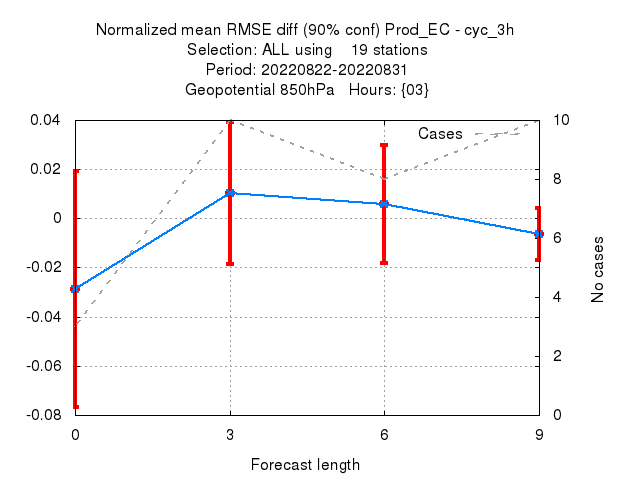 Normalized mean RMSE diff (90% conf) Prod_EC - cyc_3h
Selection: ALL using    19 stations
Period: 20220822-20220831
Geopotential 850hPa   Hours: {03}
Cases
0.04
0.02
0
-0.02
-0.04
-0.06
-0.08
10
8
6
4
2
0
No cases
0 3 6 9
Forecast length